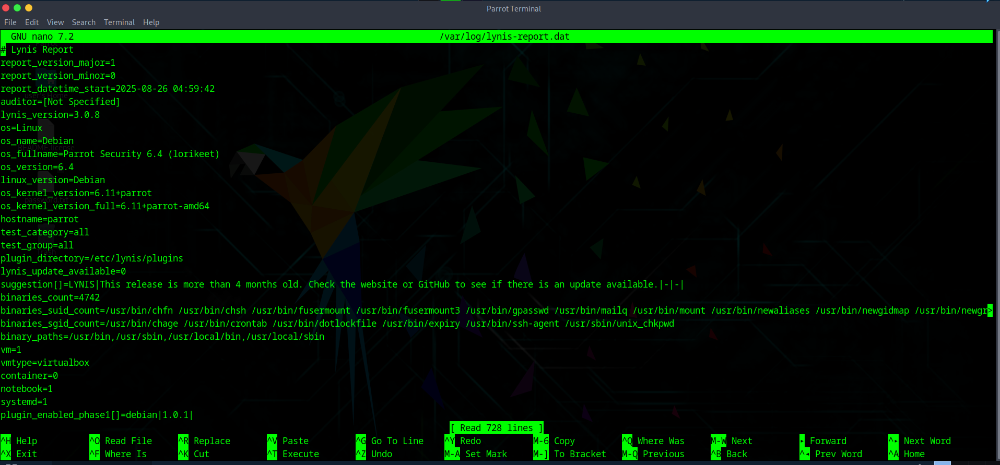 Parrot Terminal
File Edit View Search Terminal Help
GNU nano 7.2 /var/log/lynis-report.dat
# Lynis Report
report_version_major=1
report_version_minor=0
report_datetime_start=2025-08-26 04:59:42
auditor=[Not Specified]
lynis_version=3.0.8
os=Linux
os_name=Debian
os_fullname=Parrot Security 6.4 (lorikeet)
os_version=6.4
linux_version=Debian
os_kernel_version=6.11+parrot
os_kernel_version_full=6.11+parrot-amd64
hostname=parrot
test_category=all
test_group=all
plugin_directory=/etc/lynis/plugins
lynis_update_available=0
suggestion[]=LYNIS|This release is more than 4 months old. Check the website or GitHub to see if there is an update available.|-|-|
binaries_count=4742
binaries_suid_count=/usr/bin/chfn /usr/bin/chsh /usr/bin/fusermount /usr/bin/fusermount3 /usr/bin/gpasswd /usr/bin/mailq /usr/bin/mount /usr/bin/newaliases /usr/bin/newgidmap /usr/bin/newgr>
binaries_sgid_count=/usr/bin/chage /usr/bin/crontab /usr/bin/dotlockfile /usr/bin/expiry /usr/bin/ssh-agent /usr/sbin/unix_chkpwd
binary_paths=/usr/bin,/usr/sbin,/usr/local/bin,/usr/local/sbin
vm=1
vmtype=virtualbox
container=0
notebook=1
systemd=1
plugin_enabled_phase1[]=debian|1.0.1|
[ Read 728 lines ]
^H Help ^O Read File ^R Replace ^V Paste ^G Go To Line ^Y Redo M-6 Copy ^Q Where Was M-W Next ▸ Forward ^▸ Next Word
^X Exit ^F Where Is ^K Cut ^T Execute ^Z Undo M-A Set Mark M-] To Bracket M-Q Previous ^B Back ^◂ Prev Word ^A Home